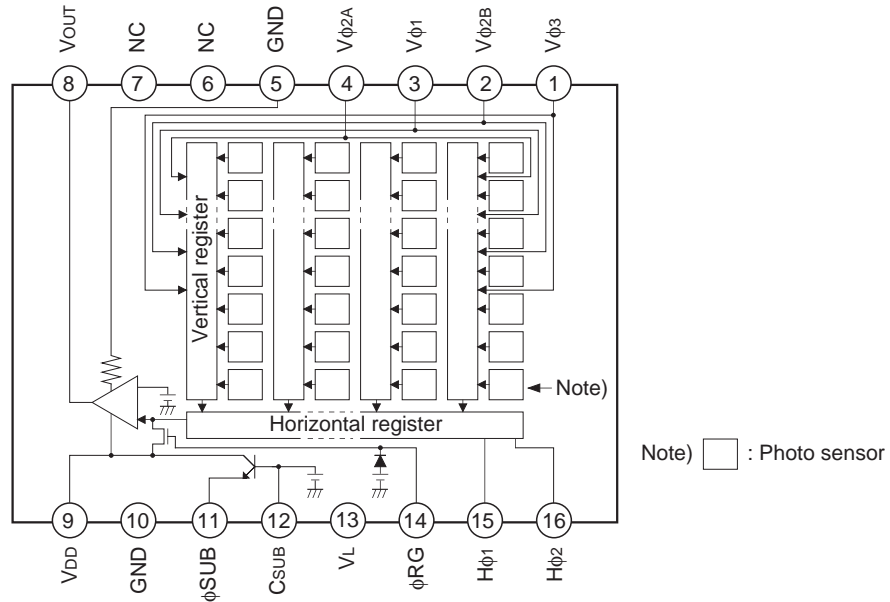 VOUT
NC
NC
GND
Vϕ2A
Vϕ1
Vϕ2B
Vϕ3
8
7
6
5
4
3
2
1
Vertical register
Note)
Horizontal register
Note) : Photo sensor
9
10
11
12
13
14
15
16
VDD
GND
ϕSUB
CSUB
VL
ϕRG
Hϕ1
Hϕ2